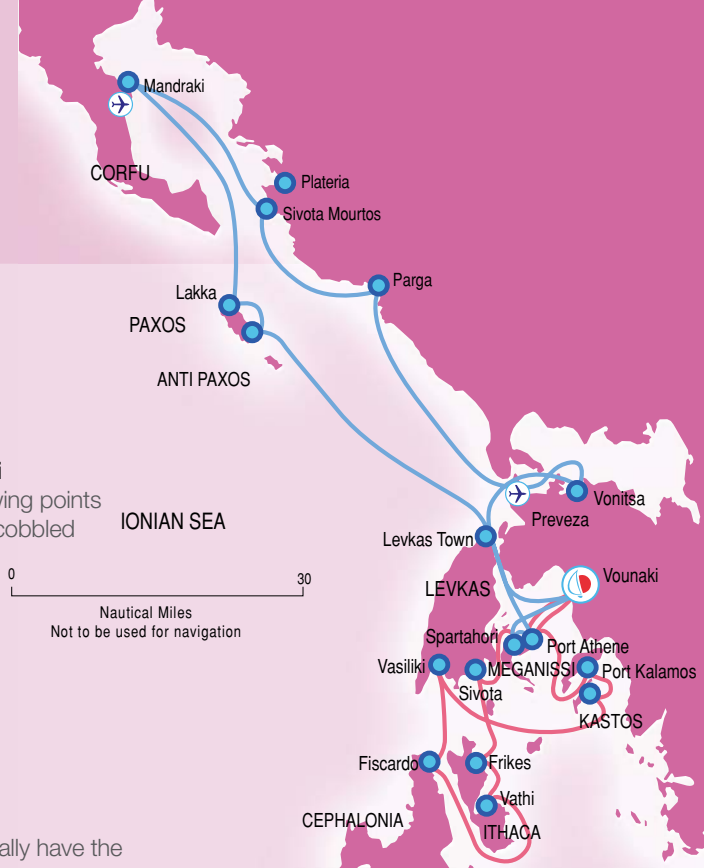 Mandraki
CORFU
Plateria
Sivota Mourtos
Parga
Lakka
PAXOS
ANTI PAXOS
i
ving points
cobbled
IONIAN SEA
Vonitsa
Preveza
Levkas Town
0 30
Nautical Miles
Not to be used for navigation
Vounaki
LEVKAS
Spartahori
Port Athene
Vasiliki
MEGANISSI
Port Kalamos
Sivota
KASTOS
Fiscardo
Frikes
Vathi
CEPHALONIA
ITHACA
ally have the